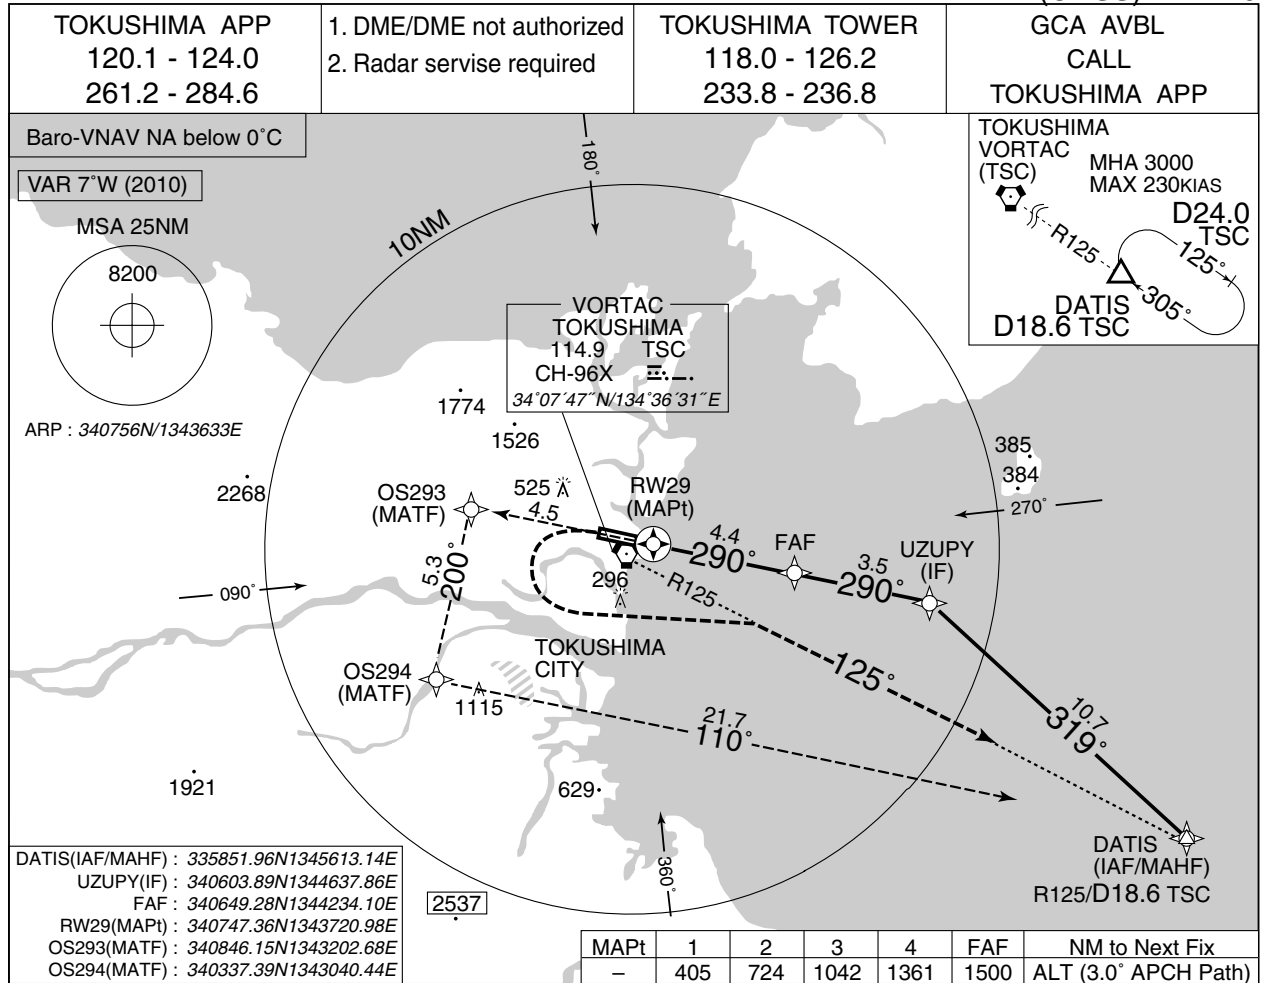 TOKUSHIMA APP
120.1 - 124.0
261.2 - 284.6
1. DME/DME not authorized
2. Radar servise required
TOKUSHIMA TOWER
118.0 - 126.2
233.8 - 236.8
GCA AVBL
CALL
TOKUSHIMA APP
Baro-VNAV NA below 0°C
VAR 7°W (2010)
MSA 25NM
8200
ARP : 340756N/1343633E
10NM
180°
TOKUSHIMA
VORTAC
(TSC)
MHA 3000
MAX 230KIAS
D24.0
TSC
R125
125°
305°
DATIS
D18.6 TSC
VORTAC
TOKUSHIMA
114.9 TSC
CH-96X
34°07´47˝N/134°36´31˝E
1774
1526
2268
385
384
270°
OS293
(MATF)
525
4.5
RW29
(MAPt)
4.4
290°
FAF
3.5
290°
UZUPY
(IF)
5.3
200°
090°
296
R125
TOKUSHIMA
CITY
OS294
(MATF)
1115
125°
21.7
110°
10.7
319°
1921
629
360°
DATIS
(IAF/MAHF)
R125/D18.6 TSC
2537
DATIS(IAF/MAHF) : 335851.96N1345613.14E
UZUPY(IF) : 340603.89N1344637.86E
FAF : 340649.28N1344234.10E
RW29(MAPt) : 340747.36N1343720.98E
OS293(MATF) : 340846.15N1343202.68E
OS294(MATF) : 340337.39N1343040.44E
MAPt 1 2 3 4 FAF NM to Next Fix
– 405 724 1042 1361 1500 ALT (3.0° APCH Path)